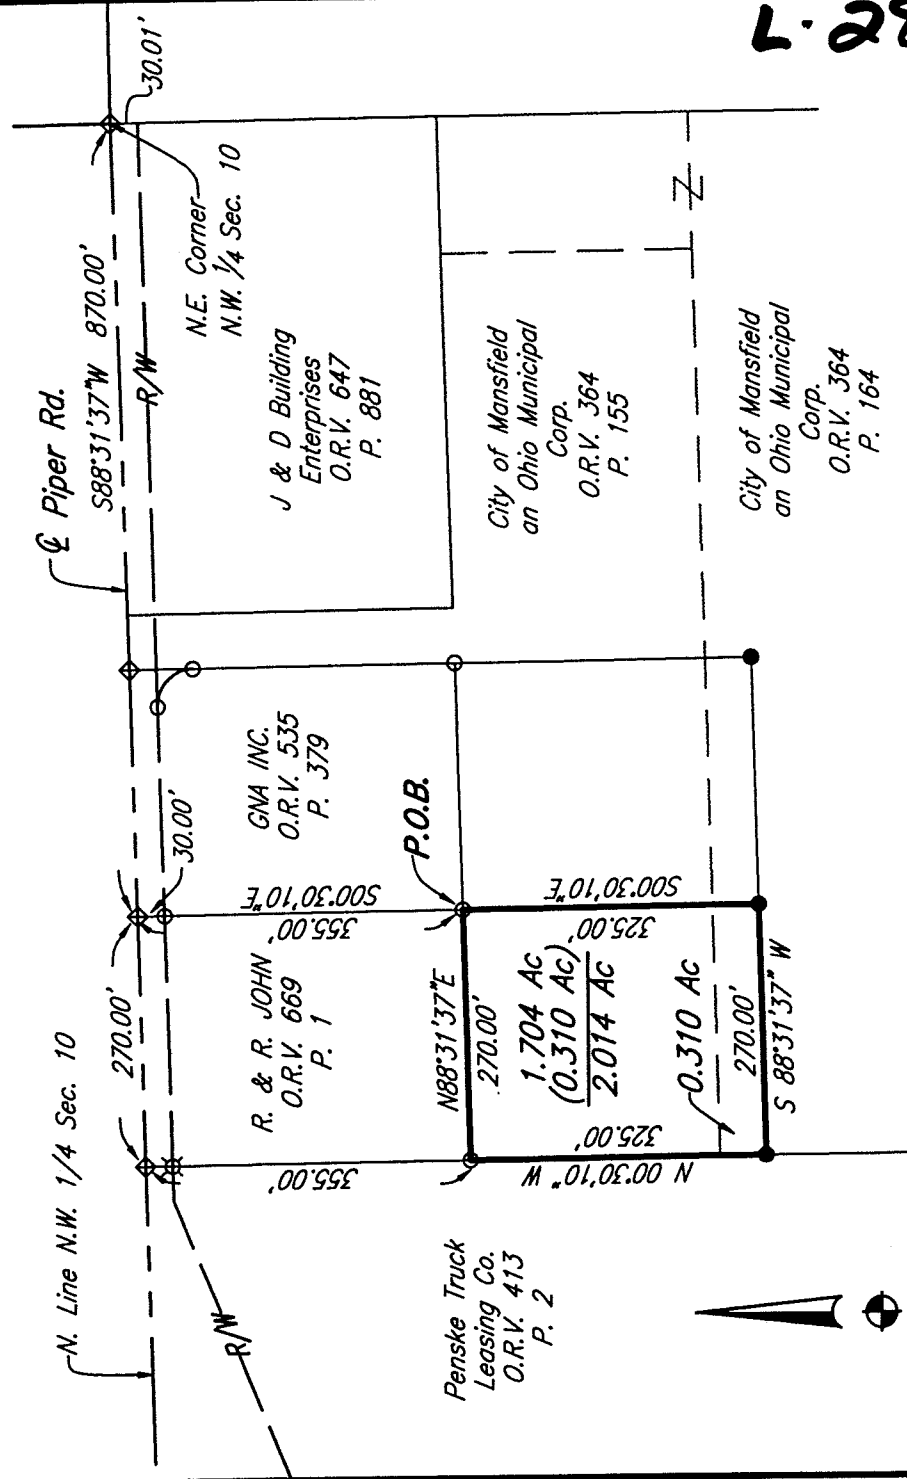 L-28
30.01'
N.E. Corner
N.W. 1/4 Sec. 10
℄ Piper Rd.
S88°31'37"W 870.00'
R/W
J & D Building
Enterprises
O.R.V. 647
P. 881
City of Mansfield
an Ohio Municipal
Corp.
O.R.V. 364
P. 155
City of Mansfield
an Ohio Municipal
Corp.
O.R.V. 364
P. 164
Z
GNA INC.
O.R.V. 535
P. 379
30.00'
P.O.B.
S00°30'10"E
355.00'
S00°30'10"E
325.00'
270.00'
R. & R. JOHN
O.R.V. 669
P. 1
N88°31'37"E
270.00'
1.704 Ac
(0.310 Ac)
2.014 Ac
0.310 Ac
270.00'
S 88°31'37" W
N. Line N.W. 1/4 Sec. 10
355.00'
325.00'
N 00°30'10" W
R/W
Penske Truck
Leasing Co.
O.R.V. 413
P. 2